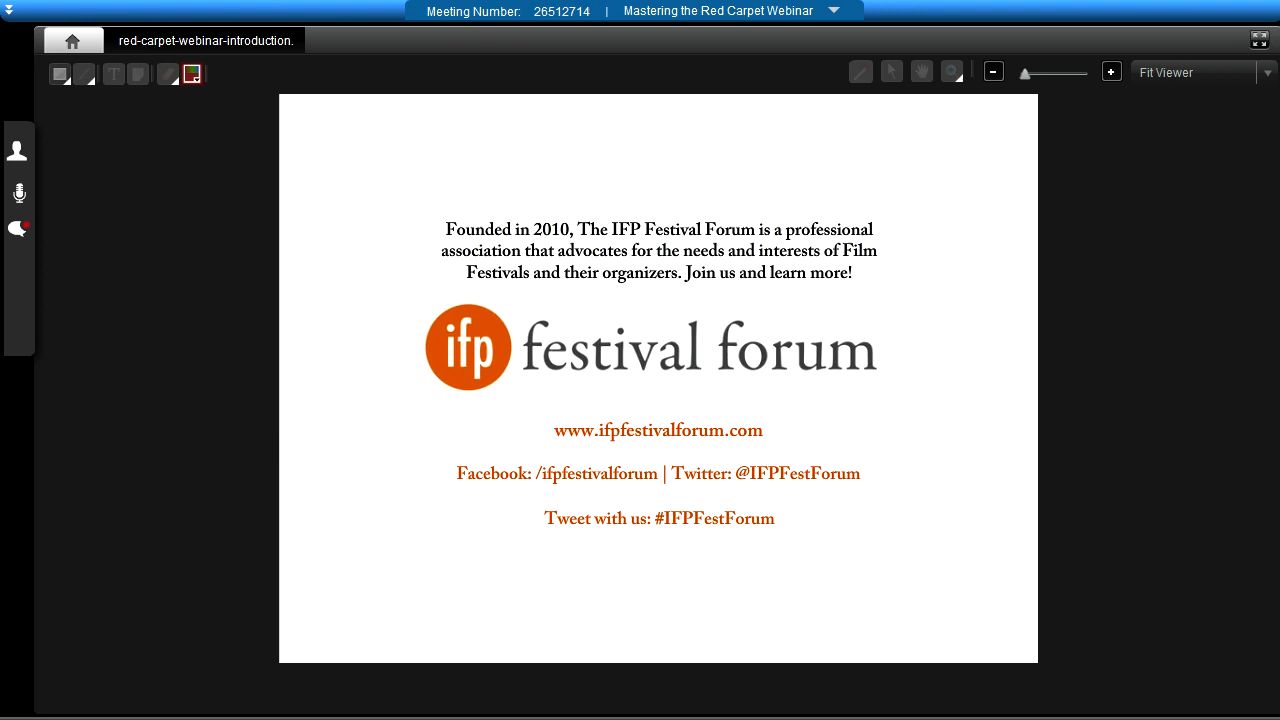 Meeting Number: 26512714 | Mastering the Red Carpet Webinar
red-carpet-webinar-introduction.
T
Fit Viewer
Founded in 2010, The IFP Festival Forum is a professional
association that advocates for the needs and interests of Film
Festivals and their organizers. Join us and learn more!
ifp festival forum
www.ifpfestivalforum.com
Facebook: /ifpfestivalforum | Twitter: @IFPFestForum
Tweet with us: #IFPFestForum